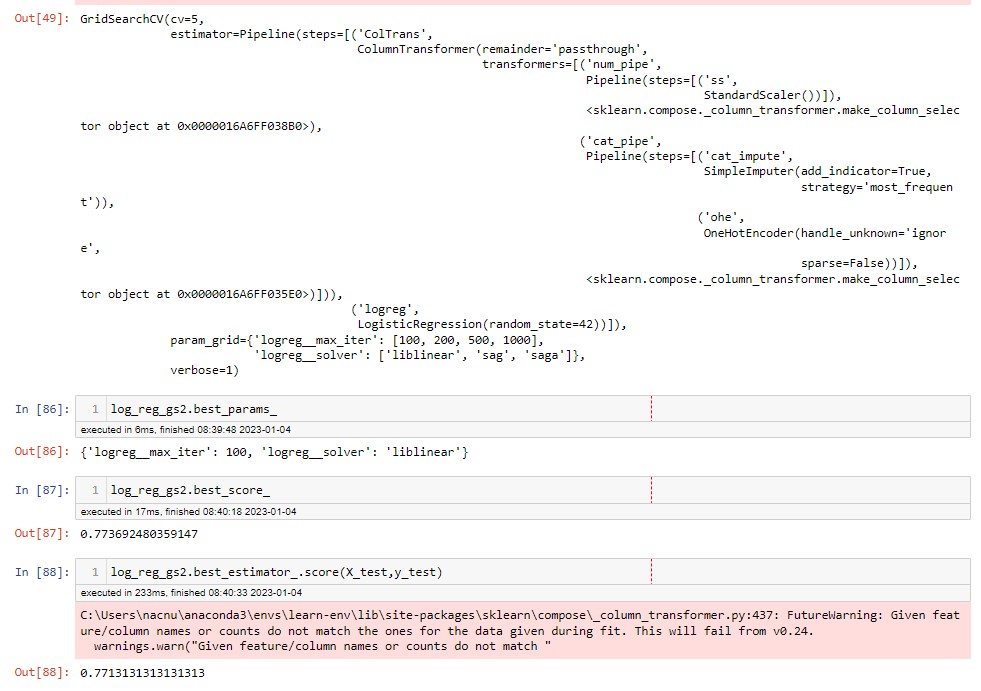 Out[49]: GridSearchCV(cv=5,
estimator=Pipeline(steps=[('ColTrans',
ColumnTransformer(remainder='passthrough',
transformers=[('num_pipe',
Pipeline(steps=[('ss',
StandardScaler())]),
<sklearn.compose._column_transformer.make_column_selec
tor object at 0x0000016A6FF038B0>),
('cat_pipe',
Pipeline(steps=[('cat_impute',
SimpleImputer(add_indicator=True,
strategy='most_frequen
t')),
('ohe',
OneHotEncoder(handle_unknown='ignor
e',
sparse=False))]),
<sklearn.compose._column_transformer.make_column_selec
tor object at 0x0000016A6FF035E0>)])),
('logreg',
LogisticRegression(random_state=42))]),
param_grid={'logreg__max_iter': [100, 200, 500, 1000],
'logreg__solver': ['liblinear', 'sag', 'saga']},
verbose=1)
In [86]: 1 log_reg_gs2.best_params_
executed in 6ms, finished 08:39:48 2023-01-04
Out[86]: {'logreg__max_iter': 100, 'logreg__solver': 'liblinear'}
In [87]: 1 log_reg_gs2.best_score_
executed in 17ms, finished 08:40:18 2023-01-04
Out[87]: 0.773692480359147
In [88]: 1 log_reg_gs2.best_estimator_.score(X_test,y_test)
executed in 233ms, finished 08:40:33 2023-01-04
C:\Users\nacnu\anaconda3\envs\learn-env\lib\site-packages\sklearn\compose\_column_transformer.py:437: FutureWarning: Given feat
ure/column names or counts do not match the ones for the data given during fit. This will fail from v0.24.
warnings.warn("Given feature/column names or counts do not match "
Out[88]: 0.7713131313131313